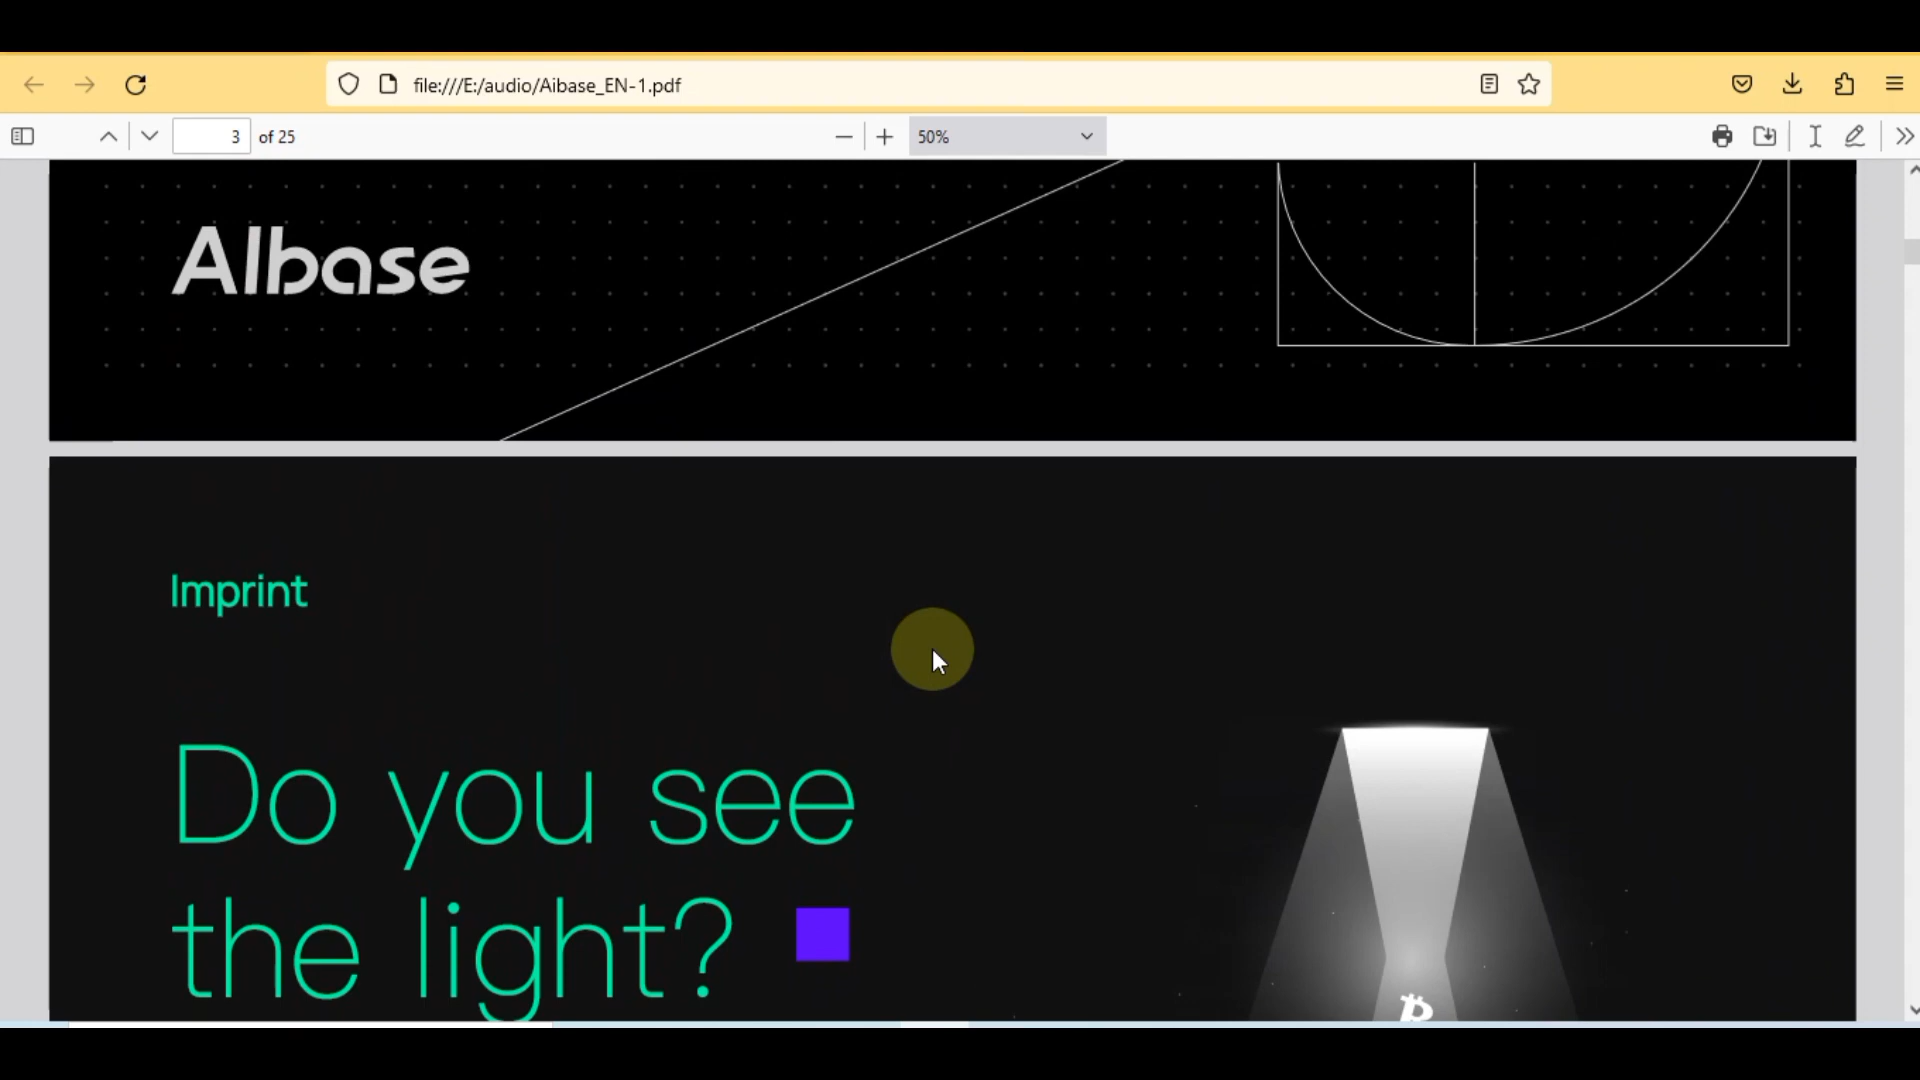 file:///E:/audio/Aibase_EN-1.pdf
3 of 25
50%
AIbase
Imprint
Do you see
the light?